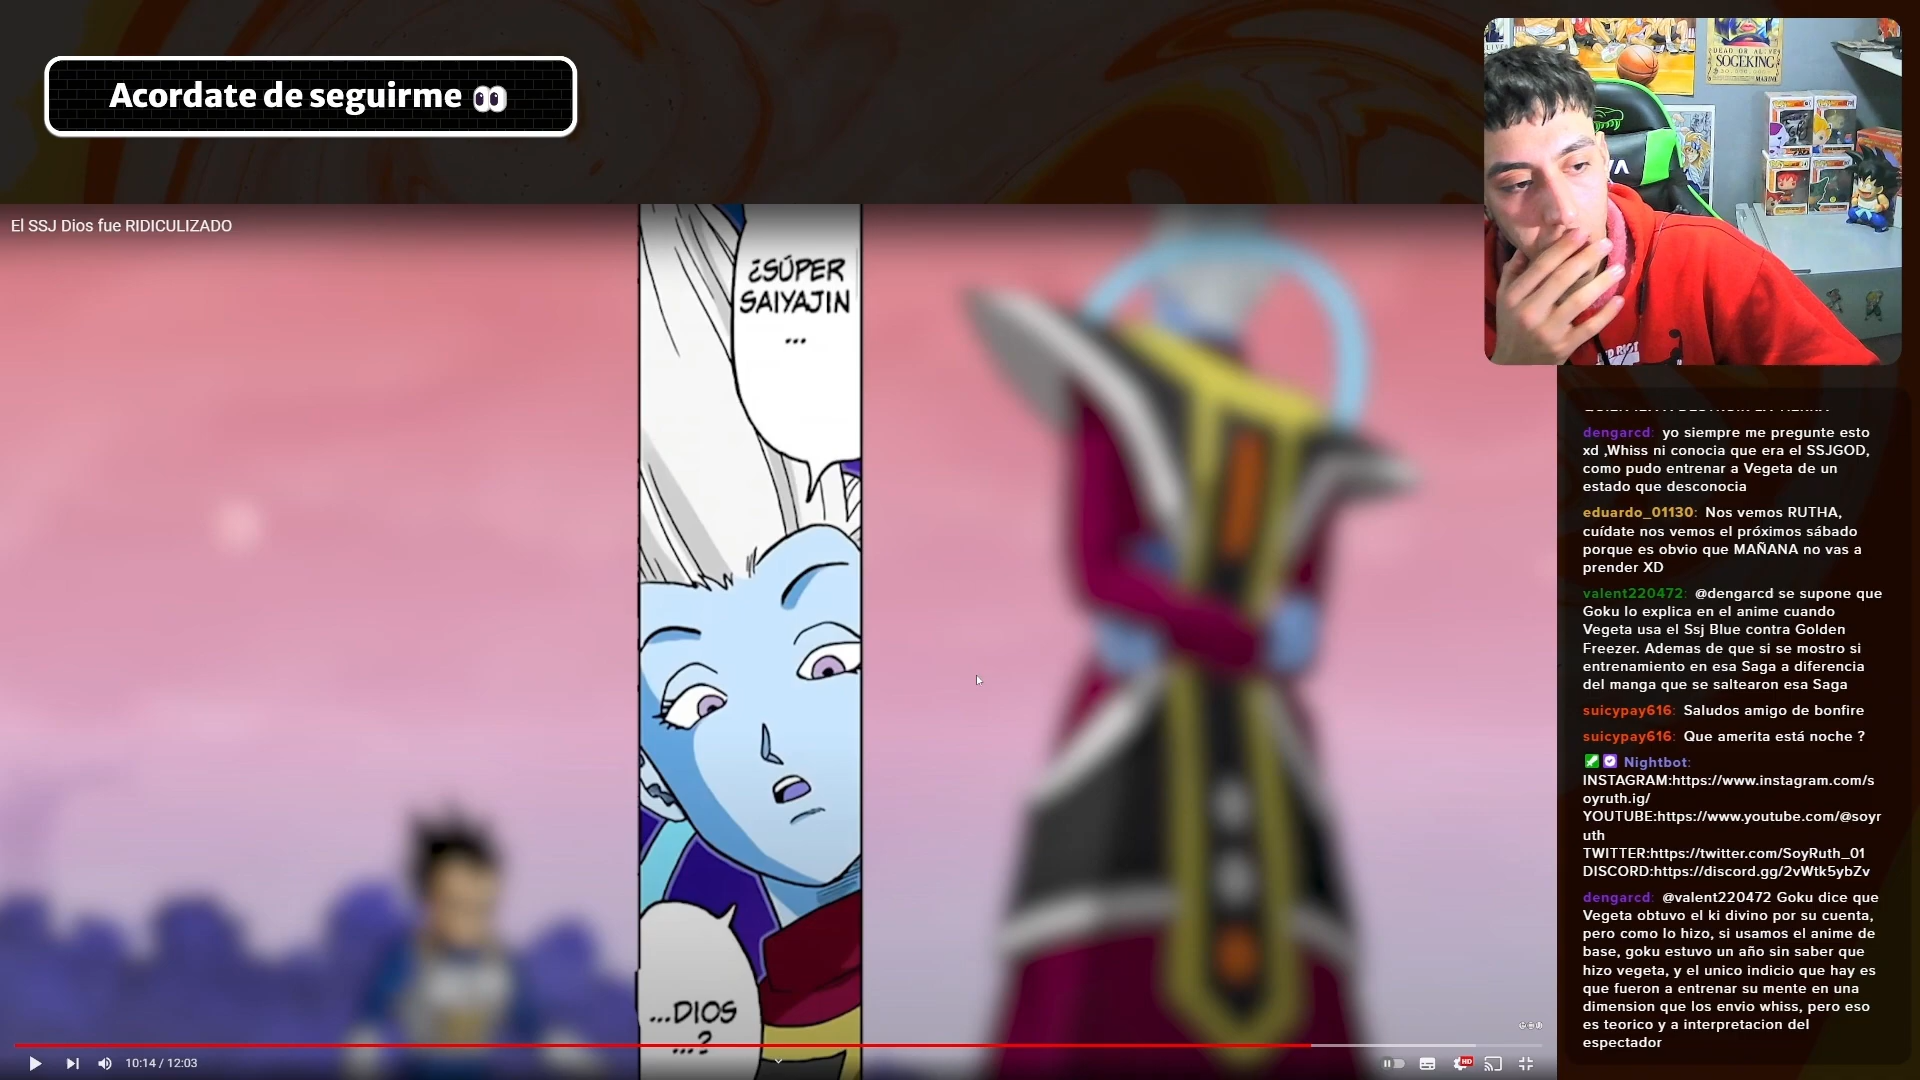 Acordate de seguirme 👀
El SSJ Dios fue RIDICULIZADO
¿SÚPER
SAIYAJIN
...
...DIOS
...?
10:14 / 12:03
HD
DEAD OR ALIVE
SOGEKING
MARINE
dengarcd: yo siempre me pregunte esto
xd ,Whiss ni conocia que era el SSJGOD,
como pudo entrenar a Vegeta de un
estado que desconocia
eduardo_01130: Nos vemos RUTHA,
cuídate nos vemos el próximos sábado
porque es obvio que MAÑANA no vas a
prender XD
valent220472: @dengarcd se supone que
Goku lo explica en el anime cuando
Vegeta usa el Ssj Blue contra Golden
Freezer. Ademas de que si se mostro si
entrenamiento en esa Saga a diferencia
del manga que se saltearon esa Saga
suicypay616: Saludos amigo de bonfire
suicypay616: Que amerita está noche ?
Nightbot:
INSTAGRAM:https://www.instagram.com/s
oyruth.ig/
YOUTUBE:https://www.youtube.com/@soyr
uth
TWITTER:https://twitter.com/SoyRuth_01
DISCORD:https://discord.gg/2vWtk5ybZv
dengarcd: @valent220472 Goku dice que
Vegeta obtuvo el ki divino por su cuenta,
pero como lo hizo, si usamos el anime de
base, goku estuvo un año sin saber que
hizo vegeta, y el unico indicio que hay es
que fueron a entrenar su mente en una
dimension que los envio whiss, pero eso
es teorico y a interpretacion del
espectador